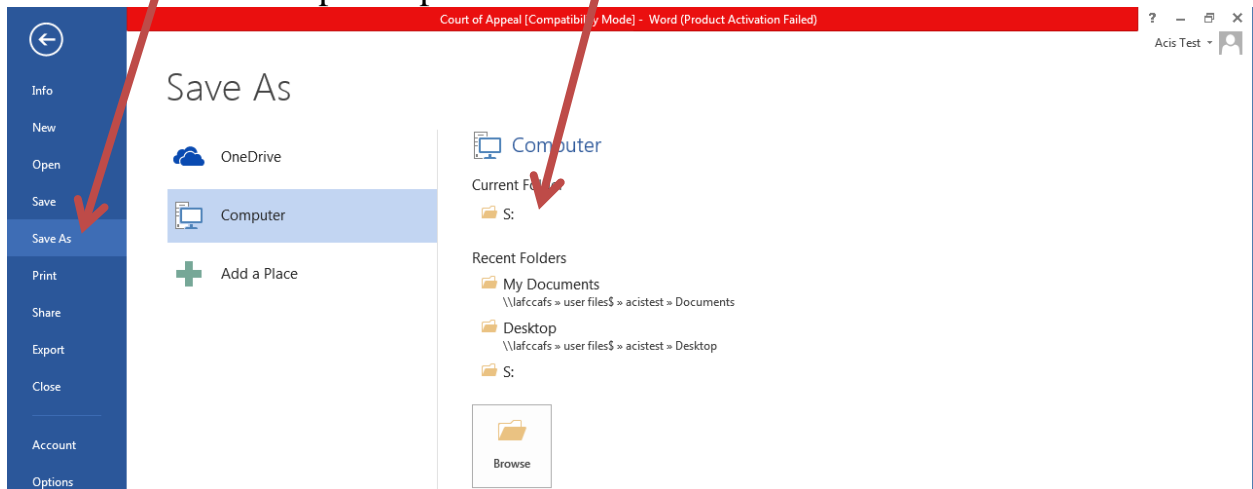 Court of Appeal [Compatibility Mode] - Word (Product Activation Failed)
? 
Acis Test
Info
New
Open
Save
Save As
Print
Share
Export
Close
Account
Options
Save As
OneDrive
Computer
Add a Place
Computer
Current Folder
S:
Recent Folders
My Documents
\\lafccafs » user files$ » acistest » Documents
Desktop
\\lafccafs » user files$ » acistest » Desktop
S:
Browse